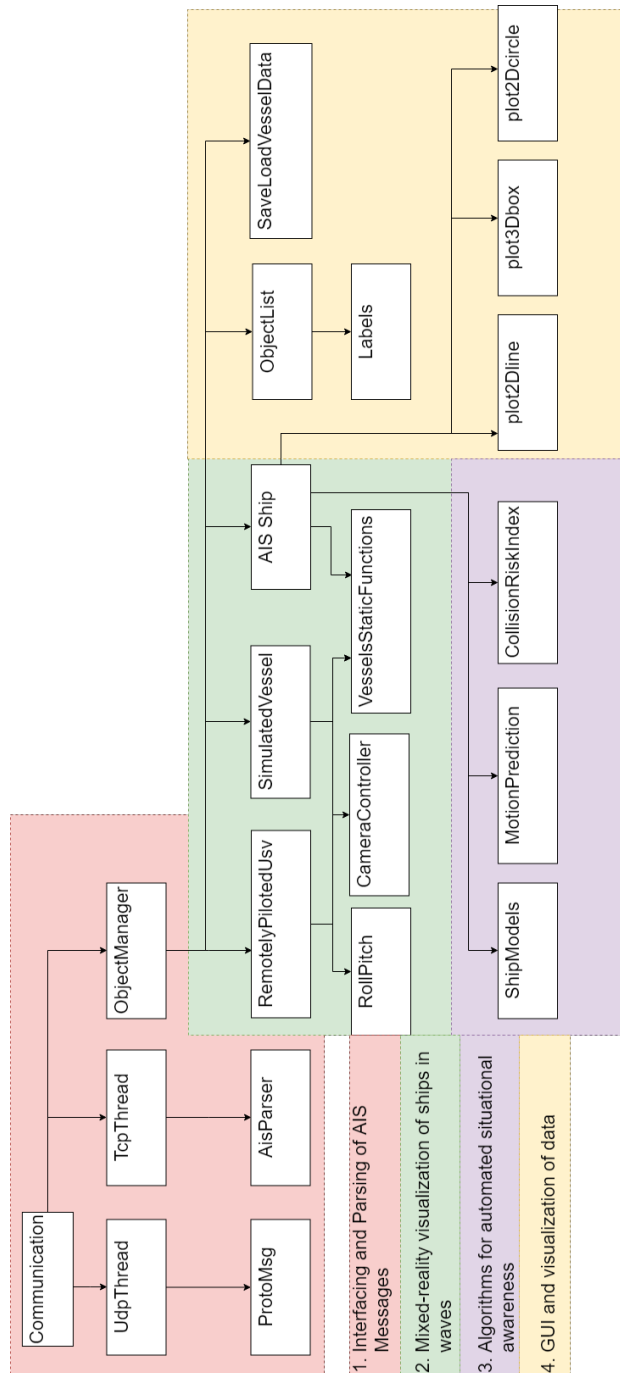 Communication
UdpThread
TcpThread
ObjectManager
ProtoMsg
AisParser
RemotelyPilotedUsv
SimulatedVessel
AIS Ship
ObjectList
SaveLoadVesselData
RollPitch
CameraController
VesselsStaticFunctions
Labels
ShipModels
MotionPrediction
CollisionRiskIndex
plot2Dline
plot3Dbox
plot2Dcircle
1. Interfacing and Parsing of AIS
Messages
2. Mixed-reality visualization of ships in
waves
3. Algorithms for automated situational
awareness
4. GUI and visualization of data